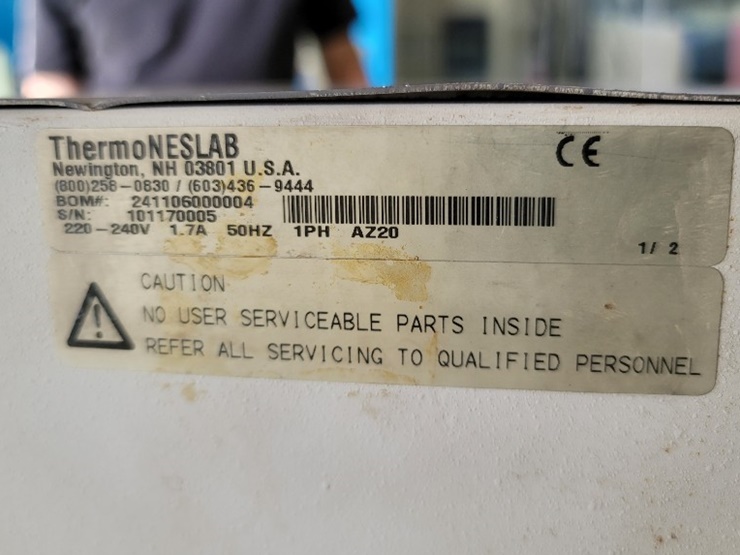 ThermoNESLAB
CE
Newington, NH 03801 U.S.A.
(800)258-0830 / (603)436-9444
BOM#: 241106000004
S/N: 101170005
220-240V 1.7A 50HZ 1PH AZ20
1/ 2
CAUTION
NO USER SERVICEABLE PARTS INSIDE
REFER ALL SERVICING TO QUALIFIED PERSONNEL